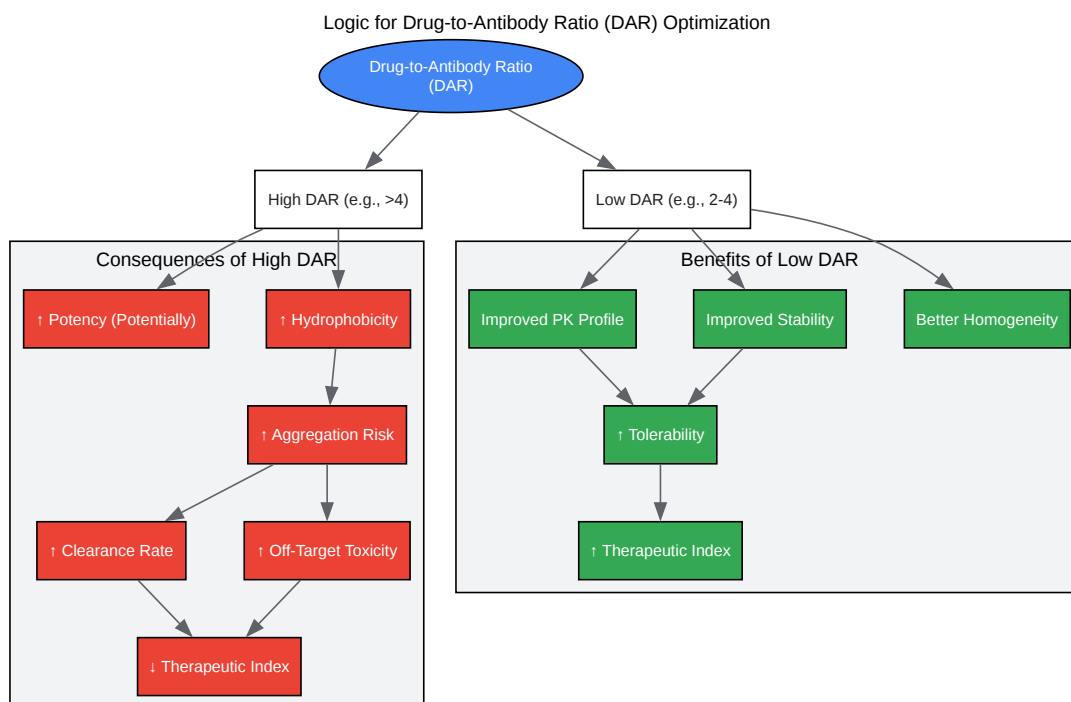 Logic for Drug-to-Antibody Ratio (DAR) Optimization
Drug-to-Antibody Ratio
(DAR)
High DAR (e.g., >4)
Low DAR (e.g., 2-4)
Consequences of High DAR
Benefits of Low DAR
↑ Potency (Potentially)
↑ Hydrophobicity
Improved PK Profile
Improved Stability
Better Homogeneity
↑ Aggregation Risk
↑ Tolerability
↑ Clearance Rate
↑ Off-Target Toxicity
↑ Therapeutic Index
↓ Therapeutic Index